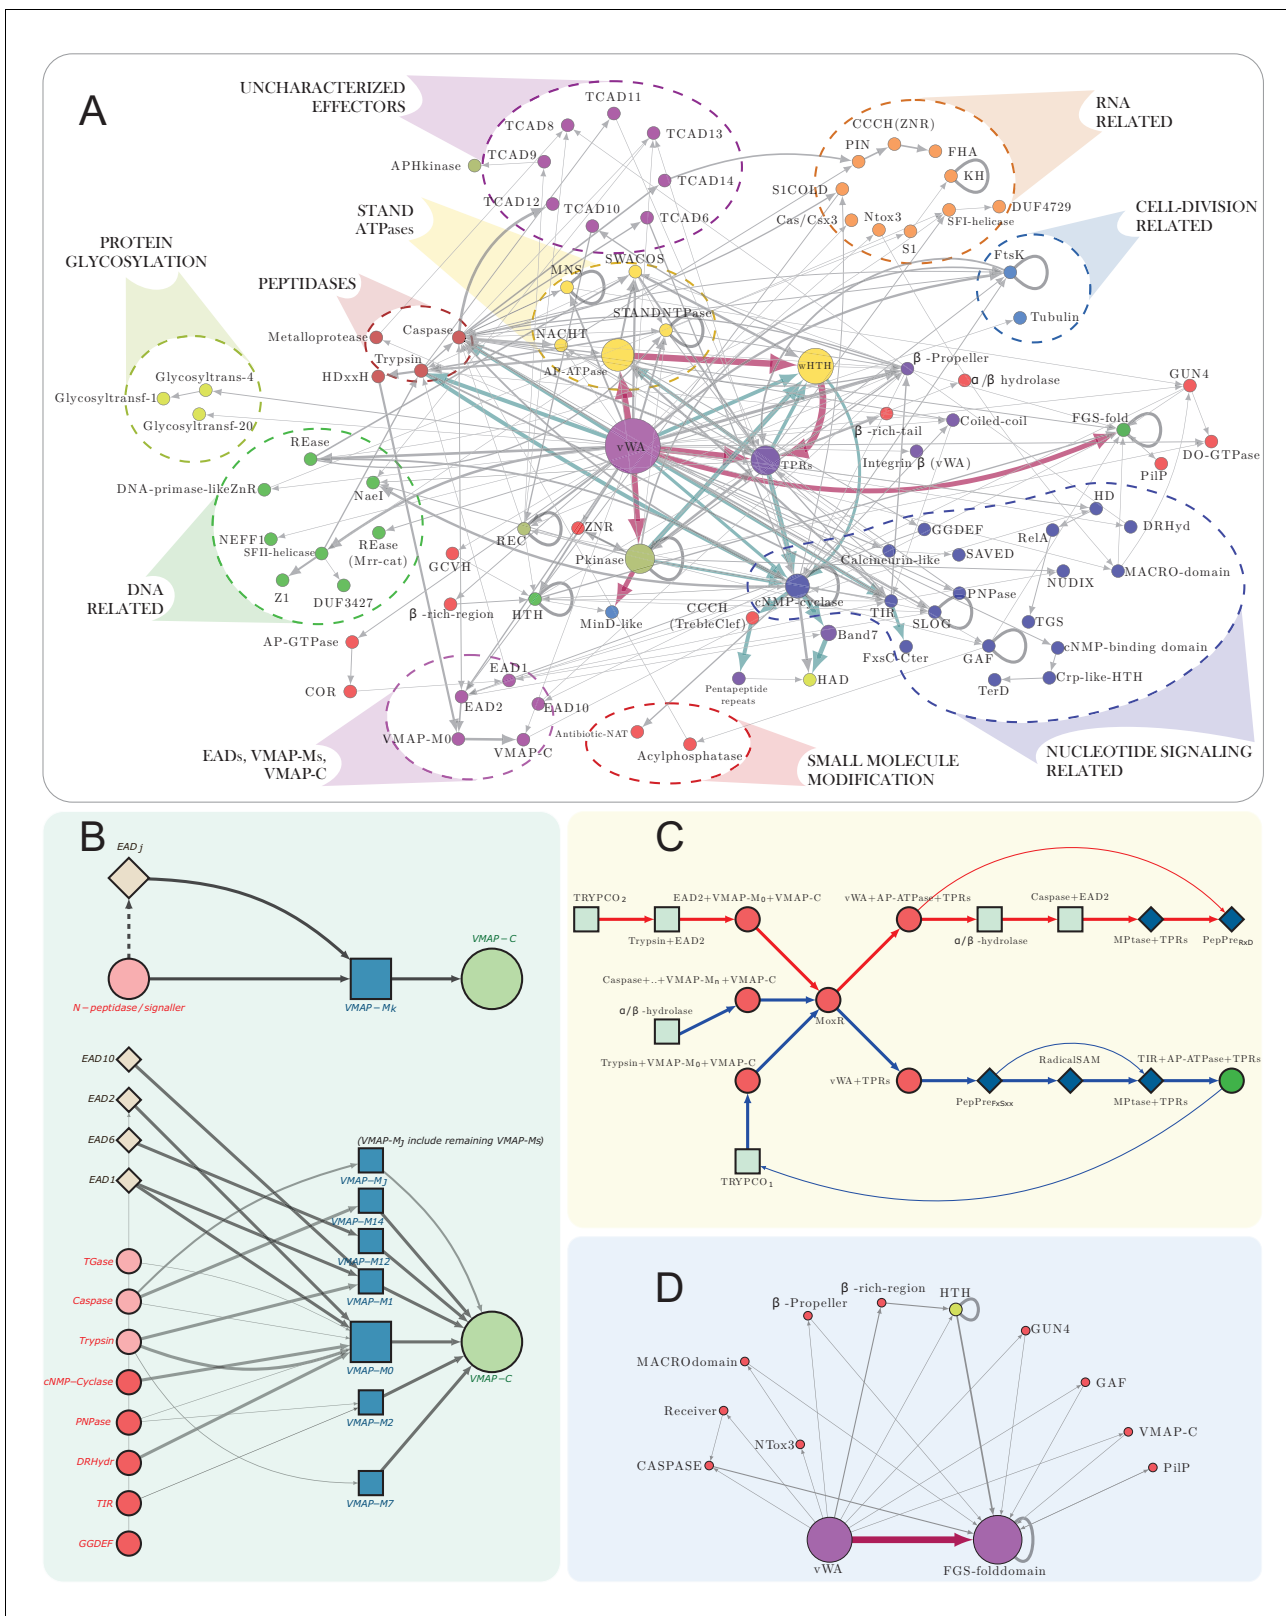 A
UNCHARACTERIZED
EFFECTORS
TCAD11
TCAD8
TCAD13
TCAD9
APHkinase
TCAD14
TCAD12
TCAD10
TCAD6
RNA
RELATED
CCCH(ZNR)
PIN
FHA
KH
S1COLD
Cas/Csx3
Ntox3
DUF4729
SFI-helicase
S1
STAND
ATPases
CELL-DIVISION
RELATED
FtsK
Tubulin
PROTEIN
GLYCOSYLATION
PEPTIDASES
MNS
SWACOS
STANDNTPase
NACHT
AP-ATPase
wHTH
Metalloprotease
Caspase
Trypsin
HDxxH
Glycosyltrans-4
Glycosyltransf-1
Glycosyltransf-20
β -Propeller
α/β hydrolase
GUN4
β -rich-tail
Coiled-coil
FGS-fold
Integrin β (vWA)
DO-GTPase
PilP
vWA
TPRs
REase
DNA-primase-likeZnR
NaeI
NEFF1
SFII-helicase
REase
(Mrr-cat)
Z1
DUF3427
DNA
RELATED
REC
ZNR
Pkinase
GCVH
β -rich-region
HTH
MinD-like
AP-GTPase
COR
CCCH
(TrebleClef)
cNMP-cyclase
HD
GGDEF
RelA
DRHyd
Calcineurin-like
SAVED
NUDIX
MACRO-domain
PNPase
TIR
SLOG
TGS
Band7
FxsC-Cter
GAF
cNMP-binding domain
Crp-like-HTH
TerD
Pentapeptide
repeats
HAD
EAD1
EAD2
EAD10
VMAP-M0
VMAP-C
Antibiotic-NAT
Acylphosphatase
EADs, VMAP-Ms,
VMAP-C
SMALL MOLECULE
MODIFICATION
NUCLEOTIDE SIGNALING
RELATED
B
EAD j
VMAP-C
N-peptidase/signaller
VMAP-Mk
EAD10
EAD2
EAD6
EAD1
(VMAP-MJ include remaining VMAP-Ms)
VMAP-MJ
VMAP-M14
VMAP-M12
VMAP-M1
VMAP-M0
VMAP-M2
VMAP-M7
VMAP-C
TGase
Caspase
Trypsin
cNMP-Cyclase
PNPase
DRHydr
TIR
GGDEF
C
TRYPCO2
EAD2+VMAP-M0+VMAP-C
vWA+AP-ATPase+TPRs
Caspase+EAD2
Trypsin+EAD2
α/β -hydrolase
MPtase+TPRs
PepPreRxD
Caspase+..+VMAP-Mn+VMAP-C
α/β -hydrolase
MoxR
Trypsin+VMAP-M0+VMAP-C
vWA+TPRs
PepPreFxSxx
RadicalSAM
MPtase+TPRs
TIR+AP-ATPase+TPRs
TRYPCO1
D
β -rich-region
HTH
β -Propeller
GUN4
MACROdomain
GAF
Receiver
NTox3
VMAP-C
CASPASE
PilP
vWA
FGS-folddomain